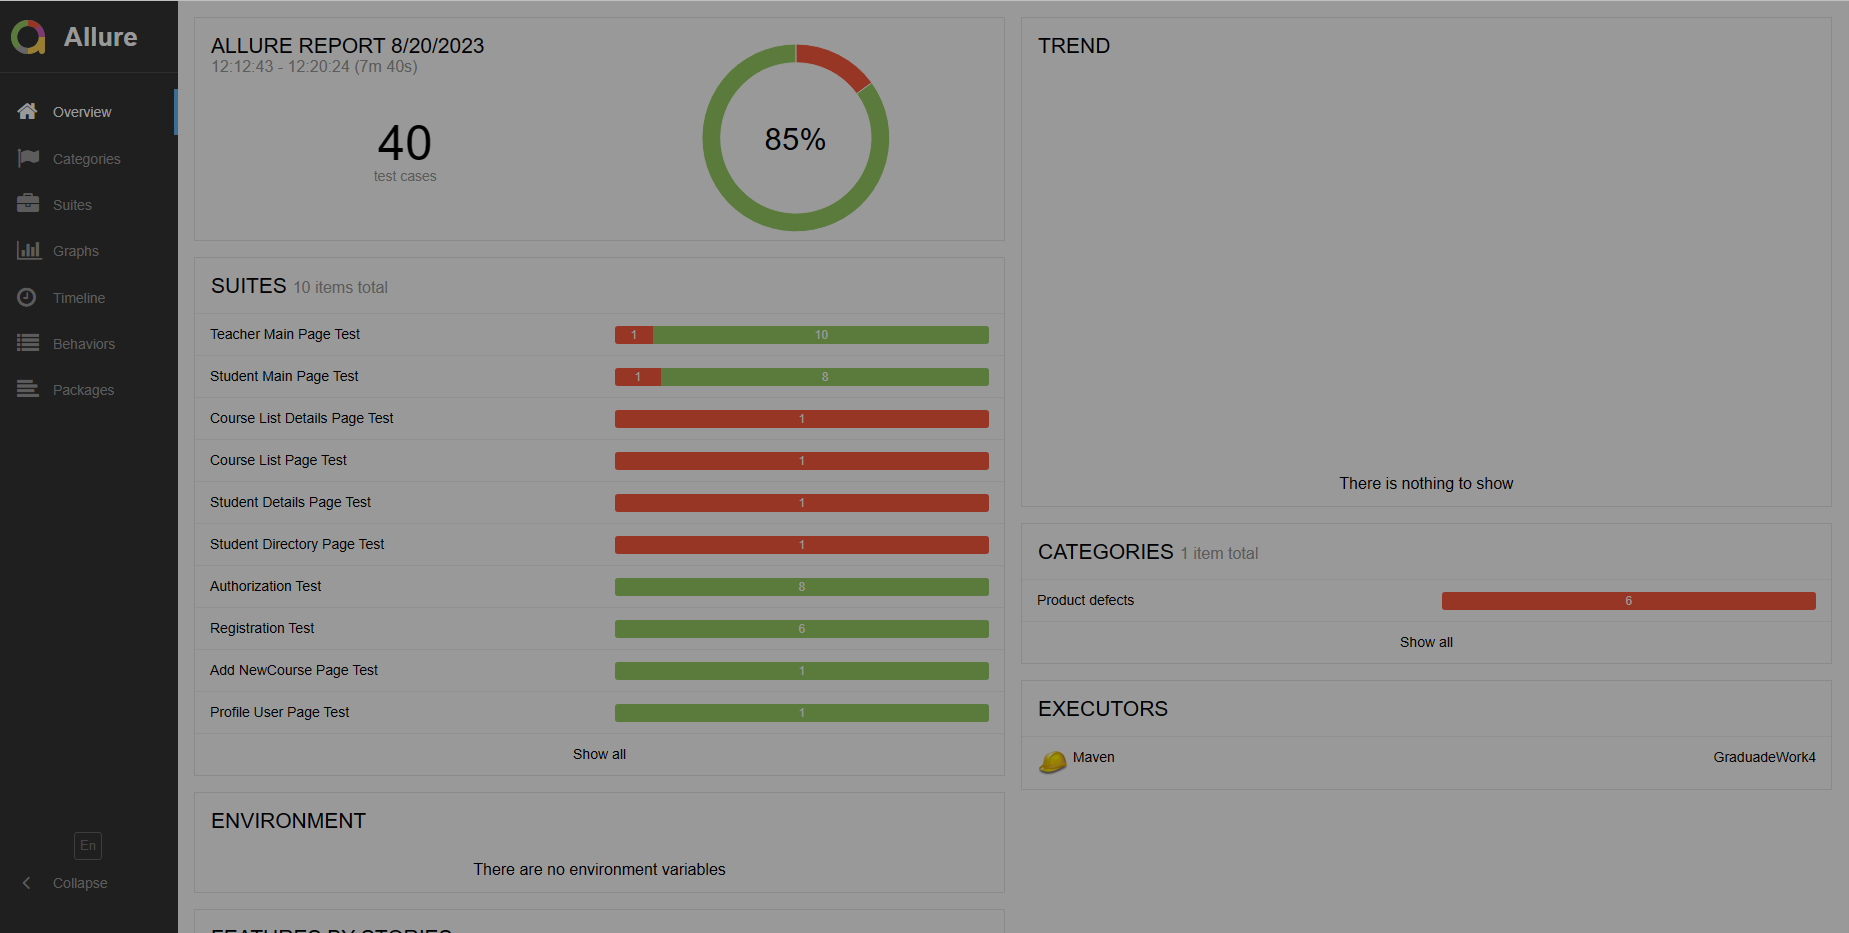 Allure
Overview
Categories
Suites
Graphs
Timeline
Behaviors
Packages
En
Collapse
ALLURE REPORT 8/20/2023
12:12:43 - 12:20:24 (7m 40s)
40
test cases
85%
SUITES 10 items total
Teacher Main Page Test 1 10
Student Main Page Test 1 8
Course List Details Page Test 1
Course List Page Test 1
Student Details Page Test 1
Student Directory Page Test 1
Authorization Test 8
Registration Test 6
Add NewCourse Page Test 1
Profile User Page Test 1
Show all
ENVIRONMENT
There are no environment variables
FEATURES BY STORIES
TREND
There is nothing to show
CATEGORIES 1 item total
Product defects 6
Show all
EXECUTORS
Maven GraduadeWork4